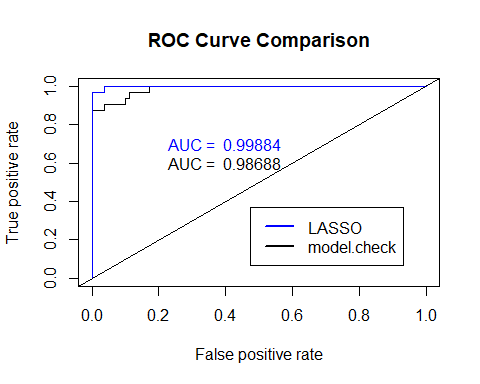 ROC Curve Comparison
True positive rate
1.0
0.8
0.6
0.4
0.2
0.0
AUC = 0.99884
AUC = 0.98688
LASSO
model.check
0.0 0.2 0.4 0.6 0.8 1.0
False positive rate